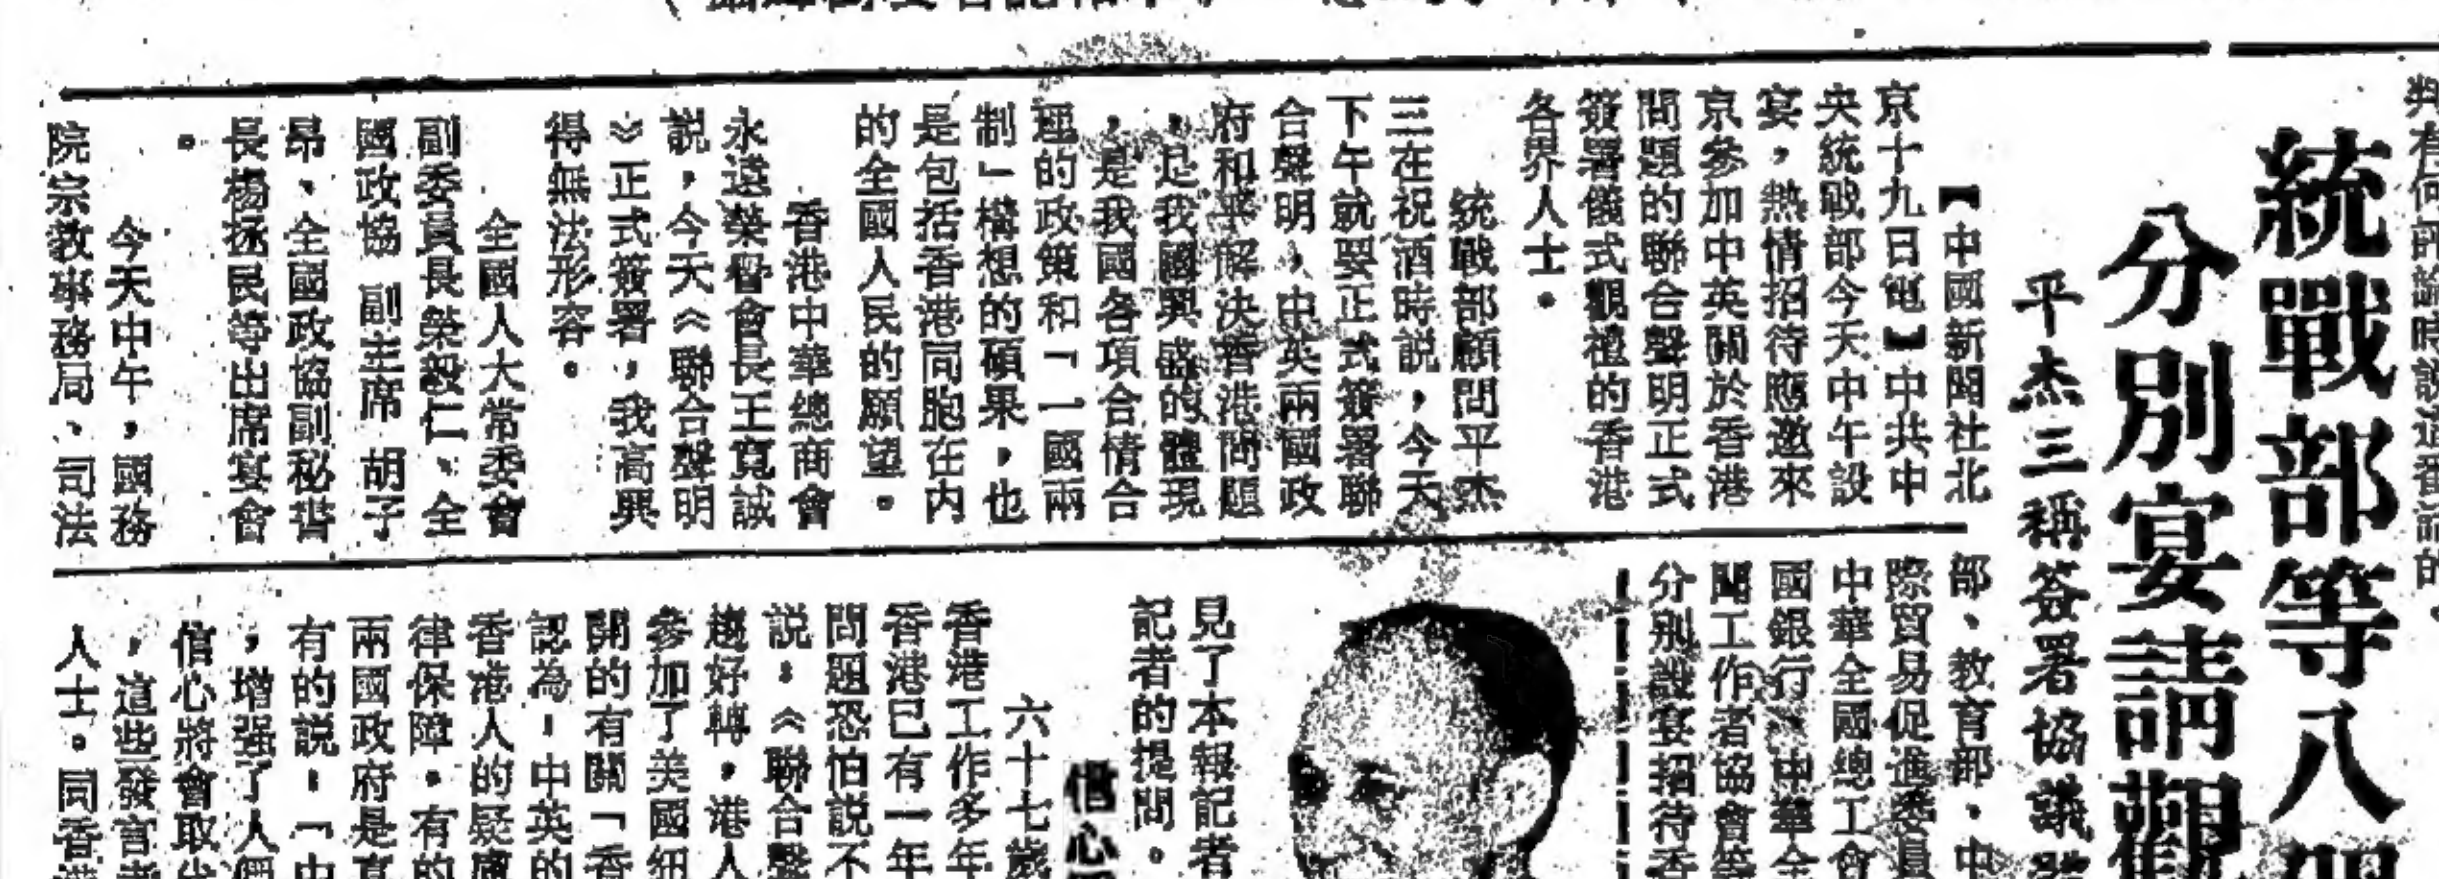 判有何評論時說這番話的、
統戰部等八
分別宴請觀
平杰三稱簽署協議
【中國新聞社北
京十九日電】中共中
央統戰部今天中午設
宴，熱情招待應邀來
京參加中英關於香港
問題的聯合聲明正式
簽署儀式觀禮的香港
各界人士。
統戰部顧問平杰
三在祝酒時説，今天
下午就要正式簽署聯
合聲明，中英兩國政
府和平解決香港問題
，是我國興盛的體現
，是我國各項合情合
理的政策和「一國兩
制」構想的碩果，也
是包括香港同胞在内
的全國人民的願望。
香港中華總商會
永遠榮譽會長王寬誠
説，今天《聯合聲明
》正式簽署，我高興
得無法形容。
全國人大常委會
副委員長榮毅仁、全
國政協 副主席 胡子
昂、全國政協副秘書
長楊拯民等出席宴會
。
今天中午，國務
院宗教事務局、司法
部、教育部、中
際貿易促進委員
中華全國總工會
國銀行、中華全
聞工作者協會等
分別設宴招待香
見了本報記者
記者的提問。
信心
六十七歲
香港工作多年
香港已有一年
問題恐怕説不
説：《聯合聲
趨好轉，港人
參加了美國紐
開的有關「香
認為，中英的
香港人的疑慮
律保障。有的
兩國政府是真
有的説：「中
，增强了人們
信心將會取代
，這些發言者
人士。同香港